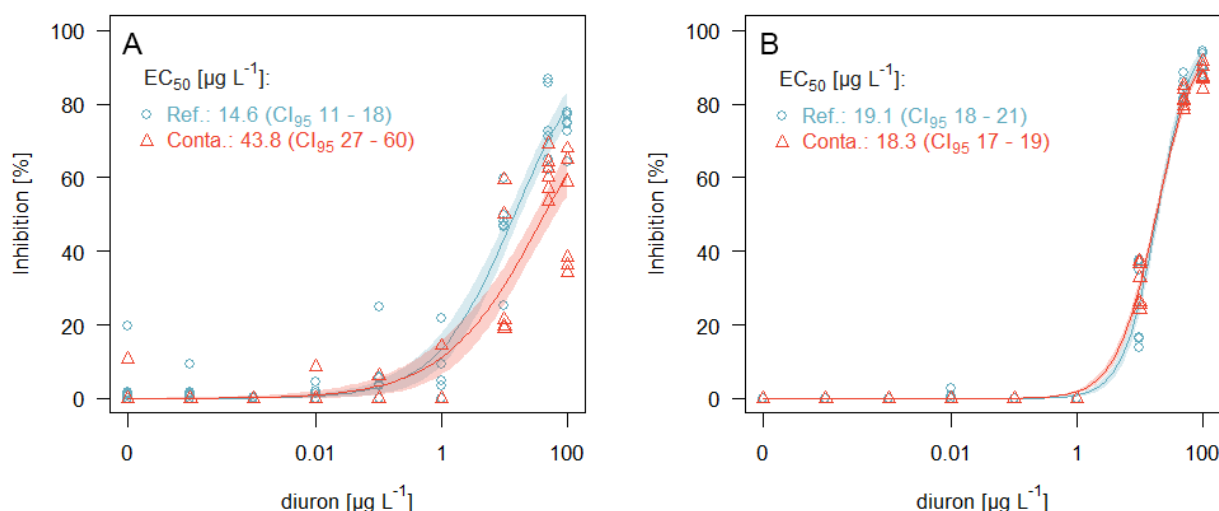 A
EC50 [µg L-1]:
Ref.: 14.6 (CI95 11 - 18)
Conta.: 43.8 (CI95 27 - 60)
Inhibition [%]
100
80
60
40
20
0
0
0.01
1
100
diuron [µg L-1]
B
EC50 [µg L-1]:
Ref.: 19.1 (CI95 18 - 21)
Conta.: 18.3 (CI95 17 - 19)
Inhibition [%]
100
80
60
40
20
0
0
0.01
1
100
diuron [µg L-1]